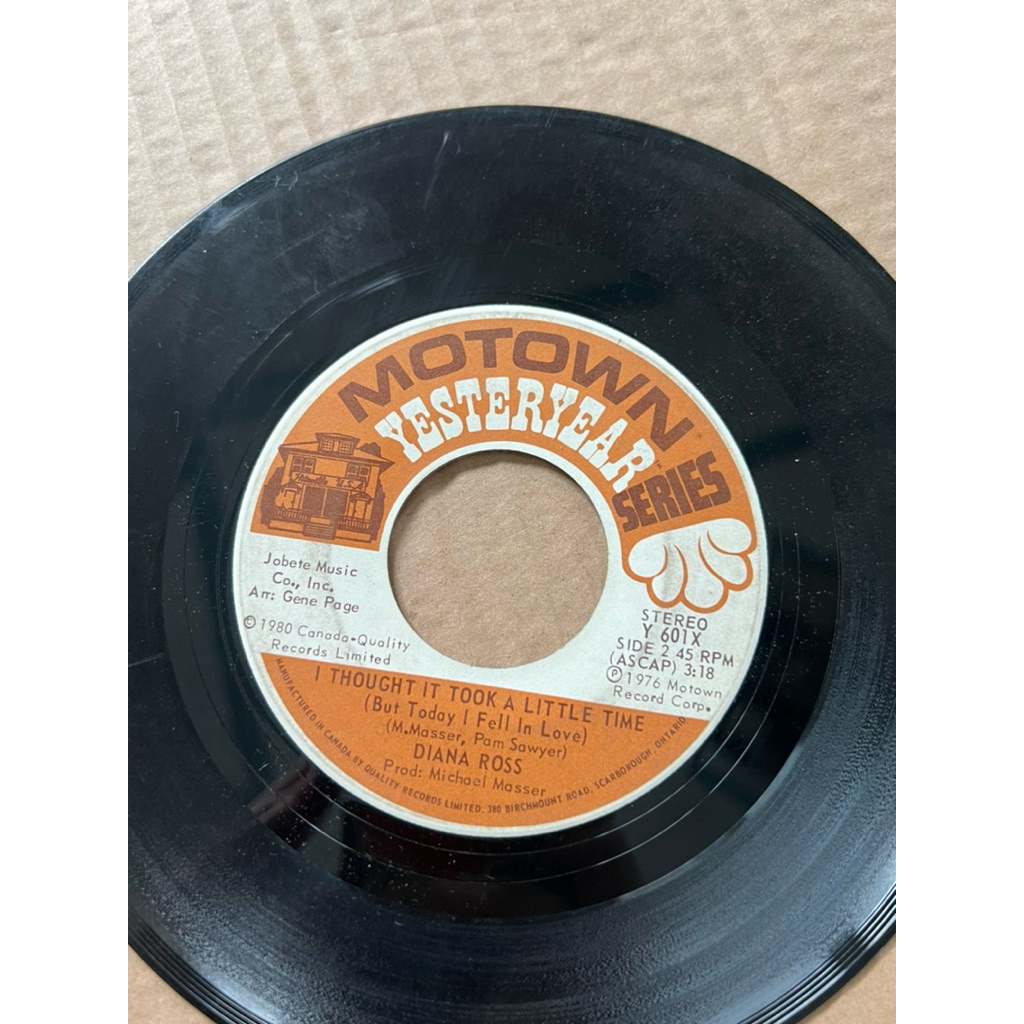 MOTOWN
YESTERYEAR
SERIES
Jobete Music
Co., Inc.
Arr: Gene Page
© 1980 Canada•Quality
Records Limited
STEREO
Y 601X
SIDE 2 45 RPM
(ASCAP) 3:18
℗ 1976 Motown
Record Corp.
I THOUGHT IT TOOK A LITTLE TIME
(But Today I Fell In Love)
(M.Masser, Pam Sawyer)
DIANA ROSS
Prod: Michael Masser
MANUFACTURED IN CANADA BY QUALITY RECORDS LIMITED, 380 BIRCHMOUNT ROAD, SCARBOROUGH, ONTARIO